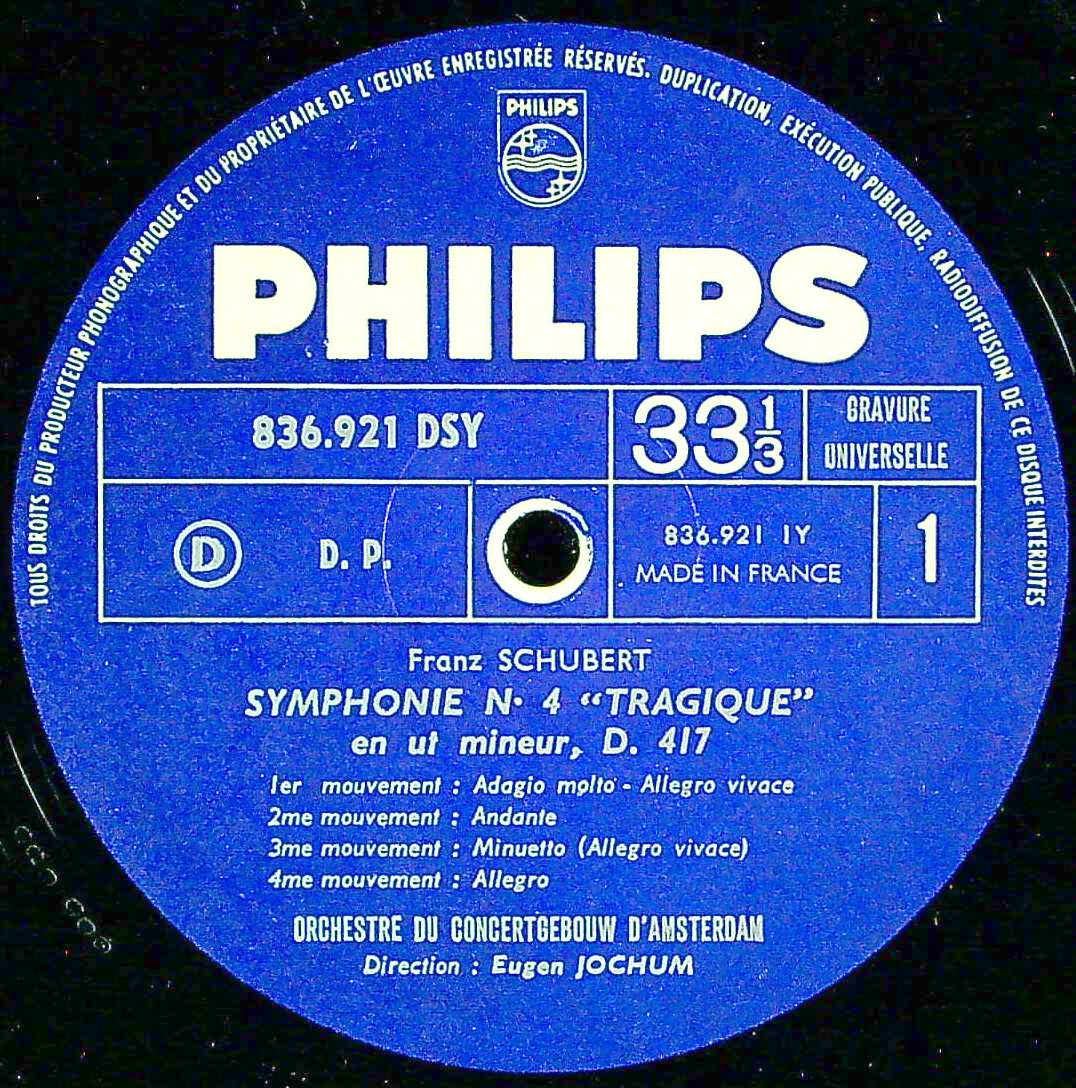 TOUS DROITS DU PRODUCTEUR PHONOGRAPHIQUE ET DU PROPRIÉTAIRE DE L'ŒUVRE ENREGISTRÉE RÉSERVÉS. DUPLICATION, EXÉCUTION PUBLIQUE, RADIODIFFUSION DE CE DISQUE INTERDITES
PHILIPS
PHILIPS
836.921 DSY
33 1/3
GRAVURE
UNIVERSELLE
D
D. P.
836.921 1Y
MADE IN FRANCE
1
Franz SCHUBERT
SYMPHONIE N· 4 “TRAGIQUE”
en ut mineur, D. 417
1er mouvement : Adagio molto - Allegro vivace
2me mouvement : Andante
3me mouvement : Minuetto (Allegro vivace)
4me mouvement : Allegro
ORCHESTRE DU CONCERTGEBOUW D'AMSTERDAM
Direction : Eugen JOCHUM